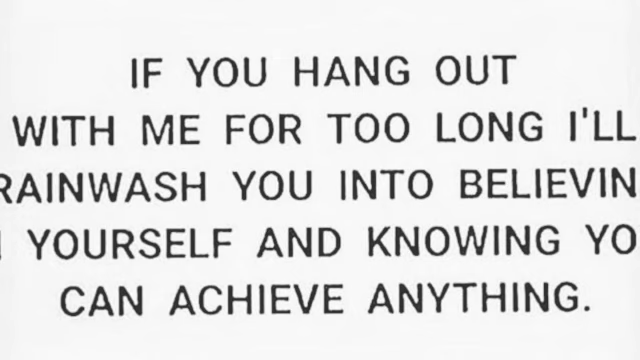 IF YOU HANG OUT
WITH ME FOR TOO LONG I'LL
RAINWASH YOU INTO BELIEVIN
YOURSELF AND KNOWING YO
CAN ACHIEVE ANYTHING.